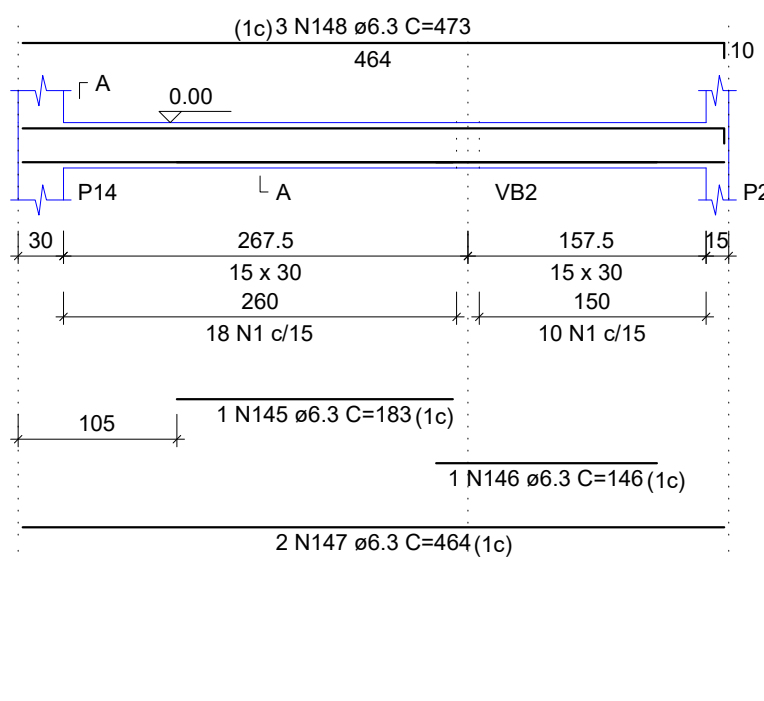 (1c) 3 N148 ø6.3 C=473
464
10
A
0.00
P14
A
VB2
30
267.5
157.5
15
15 x 30
15 x 30
260
150
18 N1 c/15
10 N1 c/15
1 N145 ø6.3 C=183 (1c)
105
1 N146 ø6.3 C=146 (1c)
2 N147 ø6.3 C=464 (1c)